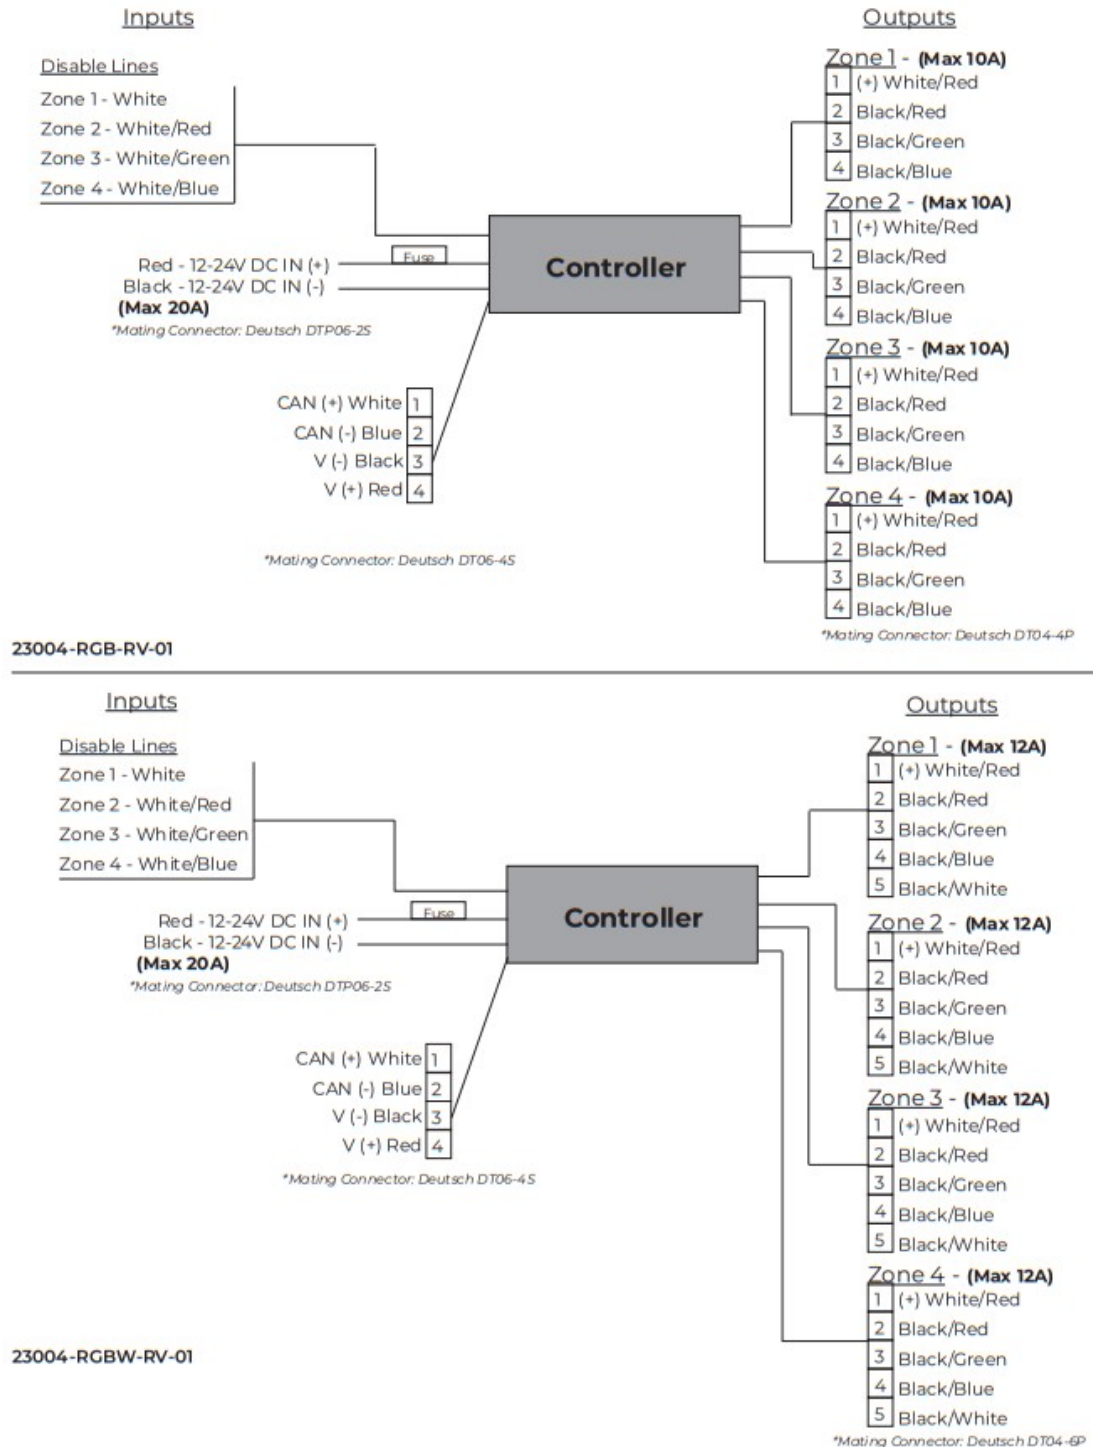 Inputs
Disable Lines
Zone 1 - White
Zone 2 - White/Red
Zone 3 - White/Green
Zone 4 - White/Blue
Red - 12-24V DC IN (+)
Black - 12-24V DC IN (-)
(Max 20A)
*Mating Connector: Deutsch DTP06-2S
Fuse
CAN (+) White 1
CAN (-) Blue 2
V (-) Black 3
V (+) Red 4
*Mating Connector: Deutsch DT06-4S
Controller
Outputs
Zone 1 - (Max 10A)
1 (+) White/Red
2 Black/Red
3 Black/Green
4 Black/Blue
Zone 2 - (Max 10A)
1 (+) White/Red
2 Black/Red
3 Black/Green
4 Black/Blue
Zone 3 - (Max 10A)
1 (+) White/Red
2 Black/Red
3 Black/Green
4 Black/Blue
Zone 4 - (Max 10A)
1 (+) White/Red
2 Black/Red
3 Black/Green
4 Black/Blue
*Mating Connector: Deutsch DT04-4P
23004-RGB-RV-01
Inputs
Disable Lines
Zone 1 - White
Zone 2 - White/Red
Zone 3 - White/Green
Zone 4 - White/Blue
Red - 12-24V DC IN (+)
Black - 12-24V DC IN (-)
(Max 20A)
*Mating Connector: Deutsch DTP06-2S
Fuse
CAN (+) White 1
CAN (-) Blue 2
V (-) Black 3
V (+) Red 4
*Mating Connector: Deutsch DT06-4S
Controller
Outputs
Zone 1 - (Max 12A)
1 (+) White/Red
2 Black/Red
3 Black/Green
4 Black/Blue
5 Black/White
Zone 2 - (Max 12A)
1 (+) White/Red
2 Black/Red
3 Black/Green
4 Black/Blue
5 Black/White
Zone 3 - (Max 12A)
1 (+) White/Red
2 Black/Red
3 Black/Green
4 Black/Blue
5 Black/White
Zone 4 - (Max 12A)
1 (+) White/Red
2 Black/Red
3 Black/Green
4 Black/Blue
5 Black/White
*Mating Connector: Deutsch DT04-6P
23004-RGBW-RV-01